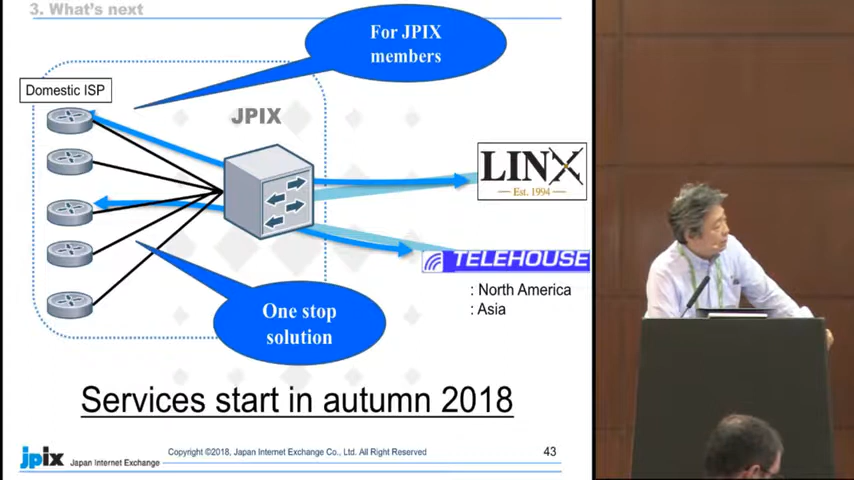 3. What's next
For JPIX
members
Domestic ISP
JPIX
LINX
Est. 1994
TELEHOUSE
: North America
: Asia
One stop
solution
Services start in autumn 2018
jpix Japan Internet Exchange
Copyright ©2018, Japan Internet Exchange Co., Ltd. All Right Reserved
43